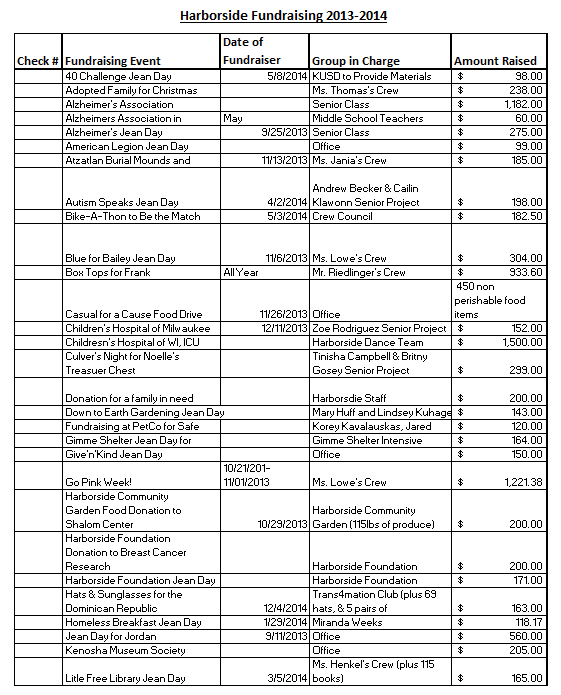 Harborside Fundraising 2013-2014
Date of
Check # Fundraising Event Fundraiser Group in Charge Amount Raised
40 Challenge Jean Day 5/8/2014 KUSD to Provide Materials $ 98.00
Adopted Family for Christmas Ms. Thomas's Crew $ 238.00
Alzheimer's Association Senior Class $ 1,182.00
Alzheimers Association in May Middle School Teachers $ 60.00
Alzheimer's Jean Day 9/25/2013 Senior Class $ 275.00
American Legion Jean Day Office $ 99.00
Atzatlan Burial Mounds and 11/13/2013 Ms. Jania's Crew $ 185.00
Andrew Becker & Cailin
Autism Speaks Jean Day 4/2/2014 Klawonn Senior Project $ 198.00
Bike-A-Thon to Be the Match 5/3/2014 Crew Council $ 182.50
Blue for Bailey Jean Day 11/6/2013 Ms. Lowe's Crew $ 304.00
Box Tops for Frank All Year Mr. Riedlinger's Crew $ 933.60
450 non
perishable food
Casual for a Cause Food Drive 11/26/2013 Office items
Children's Hospital of Milwaukee 12/11/2013 Zoe Rodriguez Senior Project $ 152.00
Childresn's Hospital of WI, ICU Harborside Dance Team $ 1,500.00
Culver's Night for Noelle's Tinisha Campbell & Britny
Treasuer Chest Gosey Senior Project $ 299.00
Donation for a family in need Harborsdie Staff $ 200.00
Down to Earth Gardening Jean Day Mary Huff and Lindsey Kuhage $ 143.00
Fundraising at PetCo for Safe Korey Kavalauskas, Jared $ 120.00
Gimme Shelter Jean Day for Gimme Shelter Intensive $ 164.00
Give'n'Kind Jean Day Office $ 150.00
10/21/201-
Go Pink Week! 11/01/2013 Ms. Lowe's Crew $ 1,221.38
Harborside Community
Garden Food Donation to Harborside Community
Shalom Center 10/29/2013 Garden (115lbs of produce) $ 200.00
Harborside Foundation
Donation to Breast Cancer
Research Harborside Foundation $ 200.00
Harborside Foundation Jean Day Harborside Foundation $ 171.00
Hats & Sunglasses for the Trans4mation Club (plus 69
Dominican Republic 12/4/2014 hats, & 5 pairs of $ 163.00
Homeless Breakfast Jean Day 1/29/2014 Miranda Weeks $ 118.17
Jean Day for Jordan 9/11/2013 Office $ 560.00
Kenosha Museum Society Office $ 205.00
Ms. Henkel's Crew (plus 115
Litle Free Library Jean Day 3/5/2014 books) $ 165.00